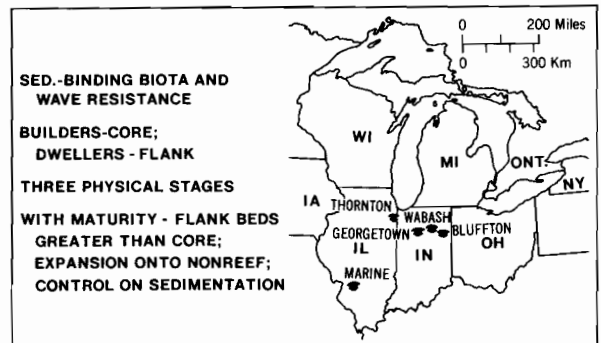 SED.-BINDING BIOTA AND
WAVE RESISTANCE
BUILDERS-CORE;
DWELLERS - FLANK
THREE PHYSICAL STAGES
WITH MATURITY - FLANK BEDS
GREATER THAN CORE;
EXPANSION ONTO NONREEF;
CONTROL ON SEDIMENTATION
0 200 Miles
0 300 Km
WI
MI
ONT.
NY
IA
THORNTON
WABASH
GEORGETOWN
BLUFFTON
IL
IN
OH
MARINE